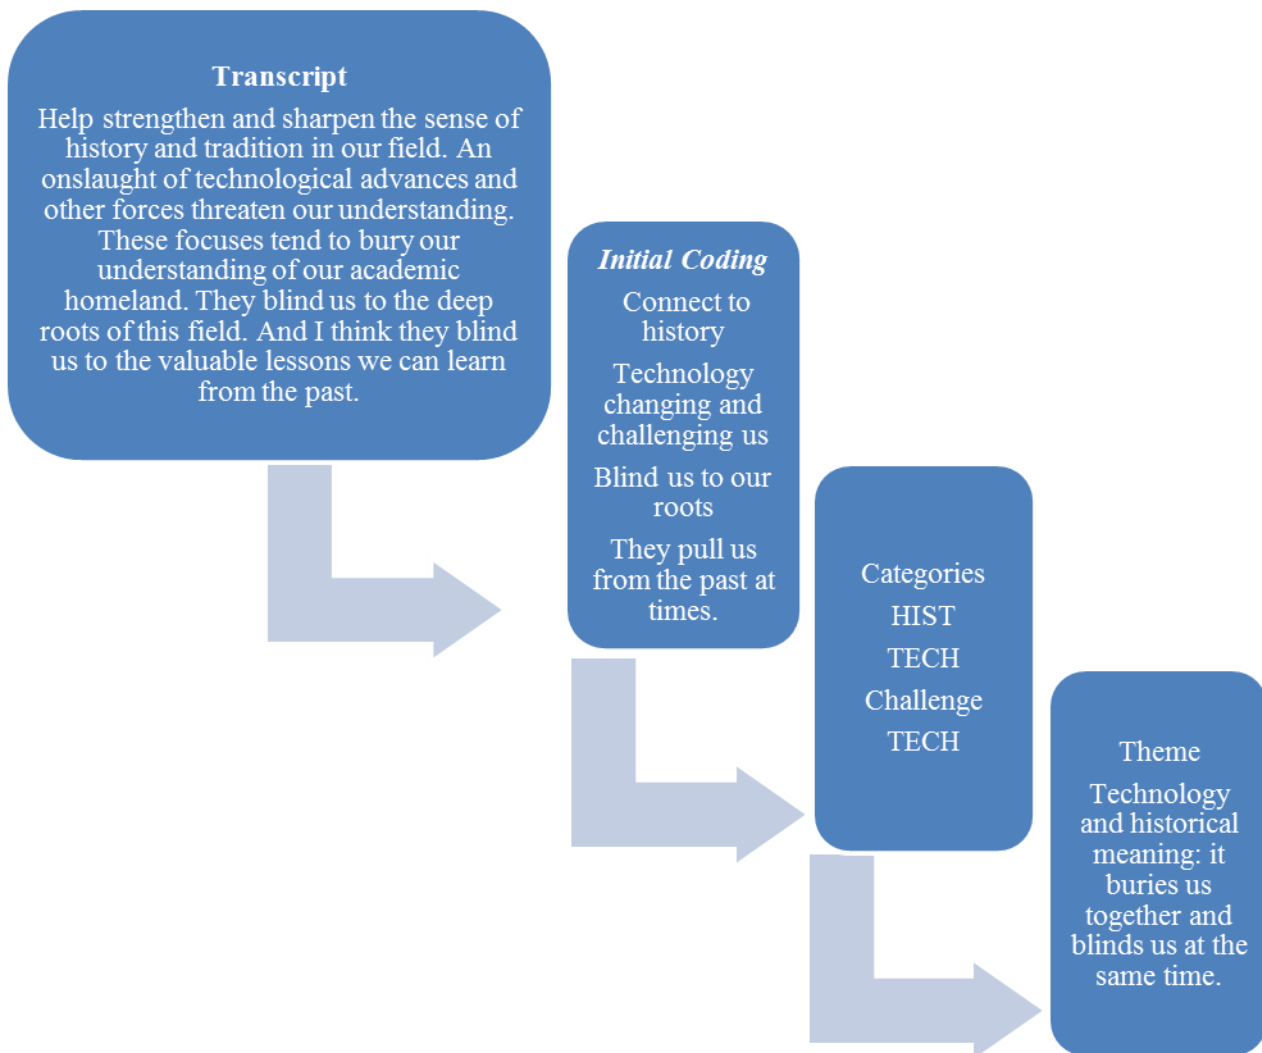 Transcript
Help strengthen and sharpen the sense of
history and tradition in our field. An
onslaught of technological advances and
other forces threaten our understanding.
These focuses tend to bury our
understanding of our academic
homeland. They blind us to the deep
roots of this field. And I think they blind
us to the valuable lessons we can learn
from the past.
Initial Coding
Connect to
history
Technology
changing and
challenging us
Blind us to our
roots
They pull us
from the past at
times.
Categories
HIST
TECH
Challenge
TECH
Theme
Technology
and historical
meaning: it
buries us
together and
blinds us at the
same time.